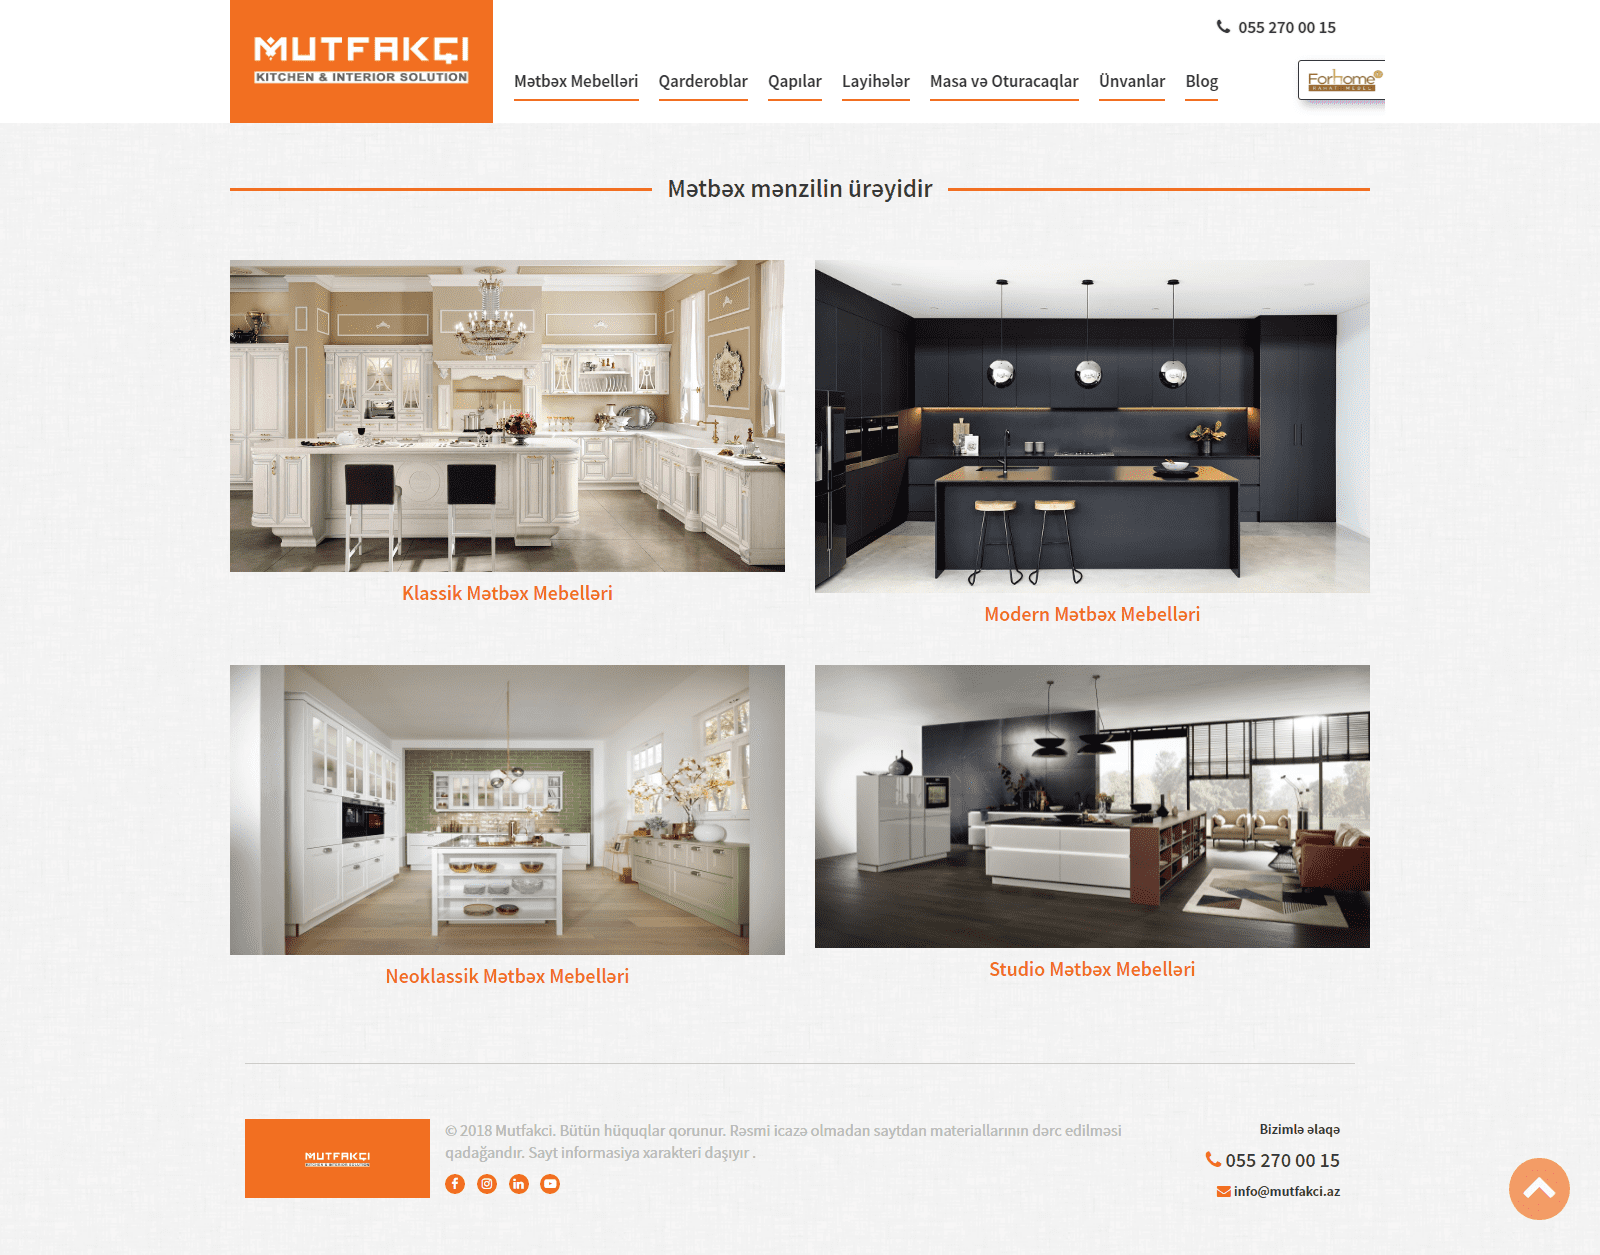 MUTFAKÇI
KITCHEN & INTERIOR SOLUTION
055 270 00 15
Mətbəx Mebelləri Qarderoblar Qapılar Layihələr Masa və Oturacaqlar Ünvanlar Blog
Forhome
RAHAT MEBEL
Mətbəx mənzilin ürəyidir
Klassik Mətbəx Mebelləri
Modern Mətbəx Mebelləri
Neoklassik Mətbəx Mebelləri
Studio Mətbəx Mebelləri
MUTFAKÇI
KITCHEN & INTERIOR SOLUTION
© 2018 Mutfakci. Bütün hüquqlar qorunur. Rəsmi icazə olmadan saytdan materiallarının dərc edilməsi
qadağandır. Sayt informasiya xarakteri daşıyır .
Bizimlə əlaqə
055 270 00 15
info@mutfakci.az